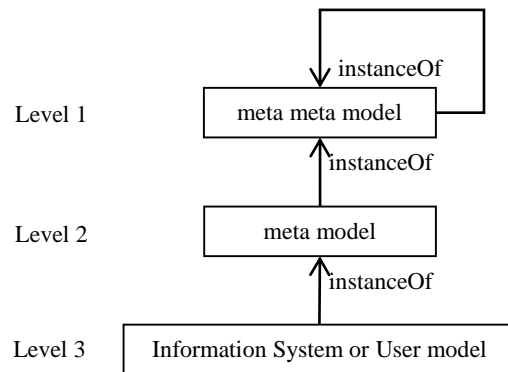 instanceOf
Level 1
meta meta model
instanceOf
Level 2
meta model
instanceOf
Level 3
Information System or User model